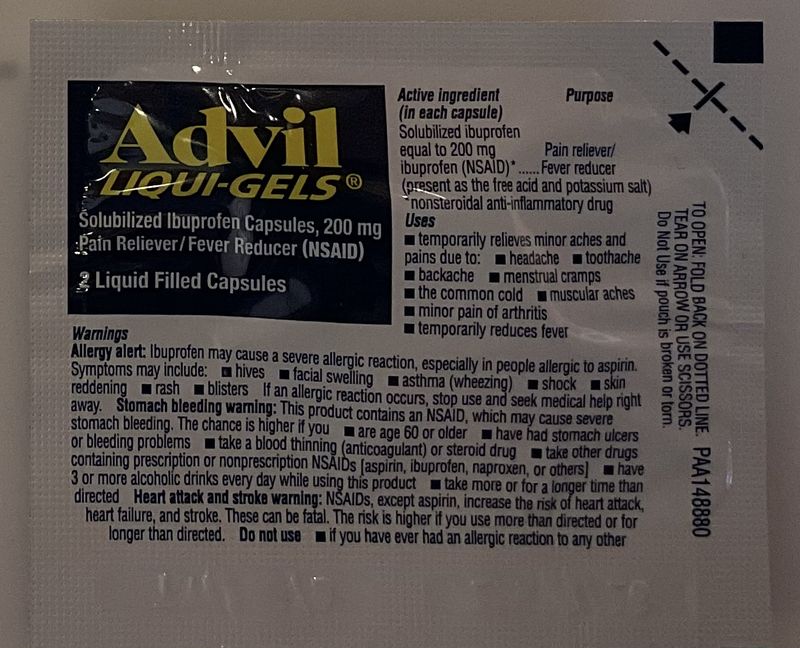 Advil
LIQUI-GELS®
Solubilized Ibuprofen Capsules, 200 mg
Pain Reliever/Fever Reducer (NSAID)
2 Liquid Filled Capsules
Active ingredient Purpose
(in each capsule)
Solubilized ibuprofen
equal to 200 mg Pain reliever/
ibuprofen (NSAID)* ...... Fever reducer
(present as the free acid and potassium salt)
*nonsteroidal anti-inflammatory drug
Uses
■ temporarily relieves minor aches and
pains due to: ■ headache ■ toothache
■ backache ■ menstrual cramps
■ the common cold ■ muscular aches
■ minor pain of arthritis
■ temporarily reduces fever
Warnings
Allergy alert: Ibuprofen may cause a severe allergic reaction, especially in people allergic to aspirin.
Symptoms may include: ■ hives ■ facial swelling ■ asthma (wheezing) ■ shock ■ skin
reddening ■ rash ■ blisters If an allergic reaction occurs, stop use and seek medical help right
away. Stomach bleeding warning: This product contains an NSAID, which may cause severe
stomach bleeding. The chance is higher if you ■ are age 60 or older ■ have had stomach ulcers
or bleeding problems ■ take a blood thinning (anticoagulant) or steroid drug ■ take other drugs
containing prescription or nonprescription NSAIDs [aspirin, ibuprofen, naproxen, or others] ■ have
3 or more alcoholic drinks every day while using this product ■ take more or for a longer time than
directed Heart attack and stroke warning: NSAIDs, except aspirin, increase the risk of heart attack,
heart failure, and stroke. These can be fatal. The risk is higher if you use more than directed or for
longer than directed. Do not use ■ if you have ever had an allergic reaction to any other
TO OPEN: FOLD BACK ON DOTTED LINE. PAA148880
TEAR ON ARROW OR USE SCISSORS.
Do Not Use if pouch is broken or torn.